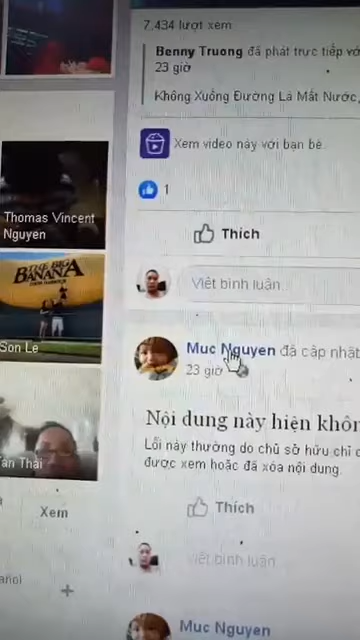 7.434 lượt xem
Benny Truong đã phát trực tiếp
23 giờ
Không Xuống Đường Là Mất Nước,
Xem video này với bạn bè
1
Thích
Viết bình luận
Thomas Vincent
Nguyen
THE BIG
BANANA
Son Le
Tan Thai
Xem
Muc Nguyen đã cập nhật
23 giờ
Nội dung này hiện
Lỗi này thường do chủ sở hữu chỉ
được xem hoặc đã xóa nội dung.
Thích
Viết bình luận
Muc Nguyen